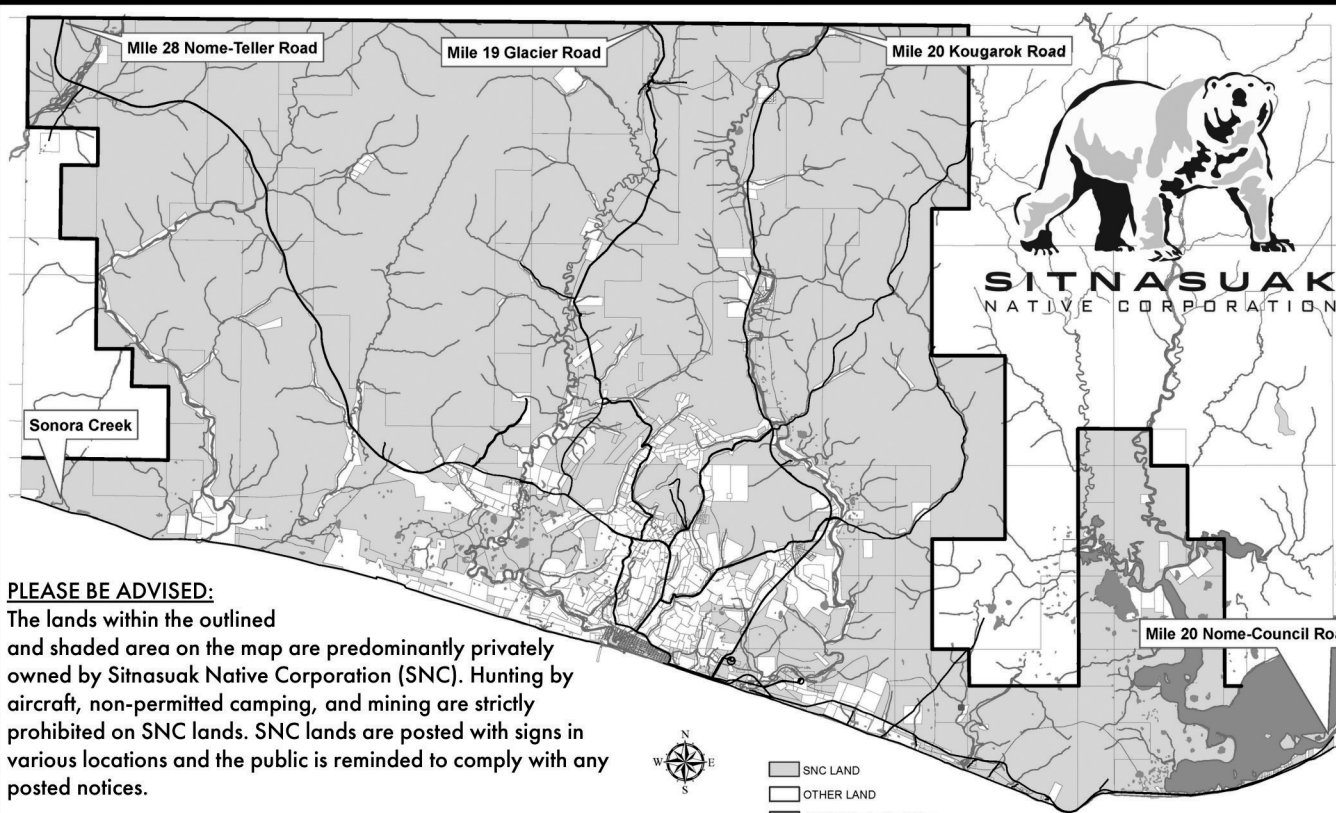 MIle 28 Nome-Teller Road
Mile 19 Glacier Road
Mile 20 Kougarok Road
SITNASUAK
NATIVE CORPORATION
Sonora Creek
Mile 20 Nome-Council
PLEASE BE ADVISED:
The lands within the outlined
and shaded area on the map are predominantly privately
owned by Sitnasuak Native Corporation (SNC). Hunting by
aircraft, non-permitted camping, and mining are strictly
prohibited on SNC lands. SNC lands are posted with signs in
various locations and the public is reminded to comply with any
posted notices.
N
W E
S
SNC LAND
OTHER LAND